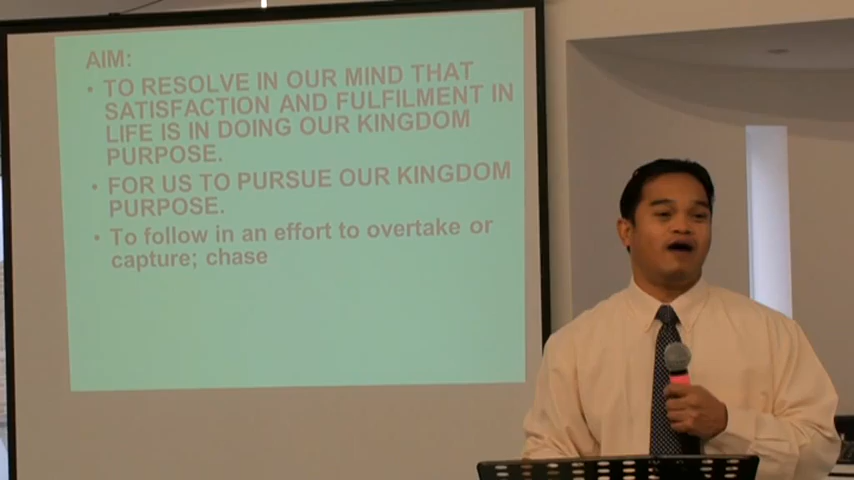 AIM:
• TO RESOLVE IN OUR MIND THAT
SATISFACTION AND FULFILMENT IN
LIFE IS IN DOING OUR KINGDOM
PURPOSE.
• FOR US TO PURSUE OUR KINGDOM
PURPOSE.
• To follow in an effort to overtake or
capture; chase